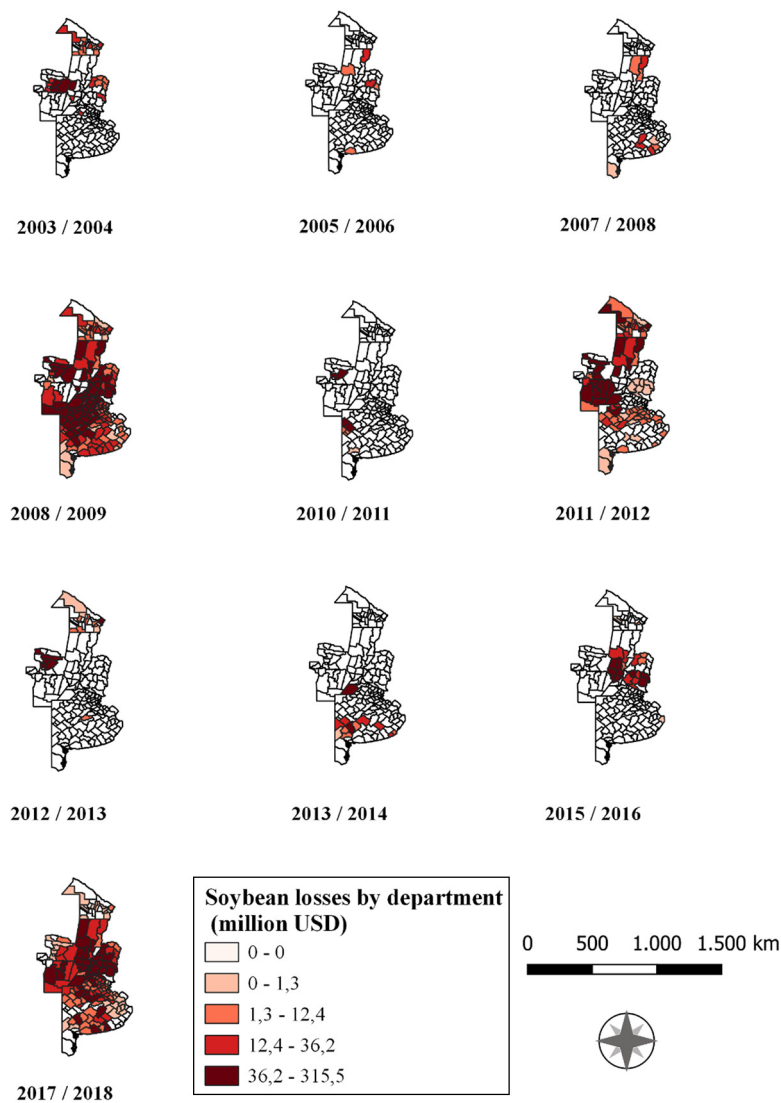 2003 / 2004
2005 / 2006
2007 / 2008
2008 / 2009
2010 / 2011
2011 / 2012
2012 / 2013
2013 / 2014
2015 / 2016
2017 / 2018
Soybean losses by department
(million USD)
0 - 0
0 - 1,3
1,3 - 12,4
12,4 - 36,2
36,2 - 315,5
0 500 1.000 1.500 km